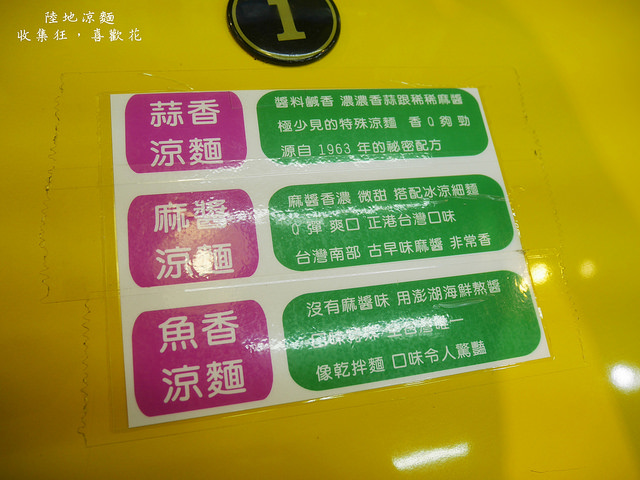 陸地涼麵
收集狂，喜歡花
1
蒜香
涼麵
醬料鹹香 濃濃香蒜跟稀稀麻醬
極少見的特殊涼麵 香Q夠勁
源自 1963 年的祕密配方
麻醬
涼麵
麻醬香濃 微甜 搭配冰涼細麵
Q彈 爽口 正港台灣口味
台灣南部 古早味麻醬 非常香
魚香
涼麵
沒有麻醬味 用澎湖海鮮熬醬
像乾拌麵 口味令人驚豔